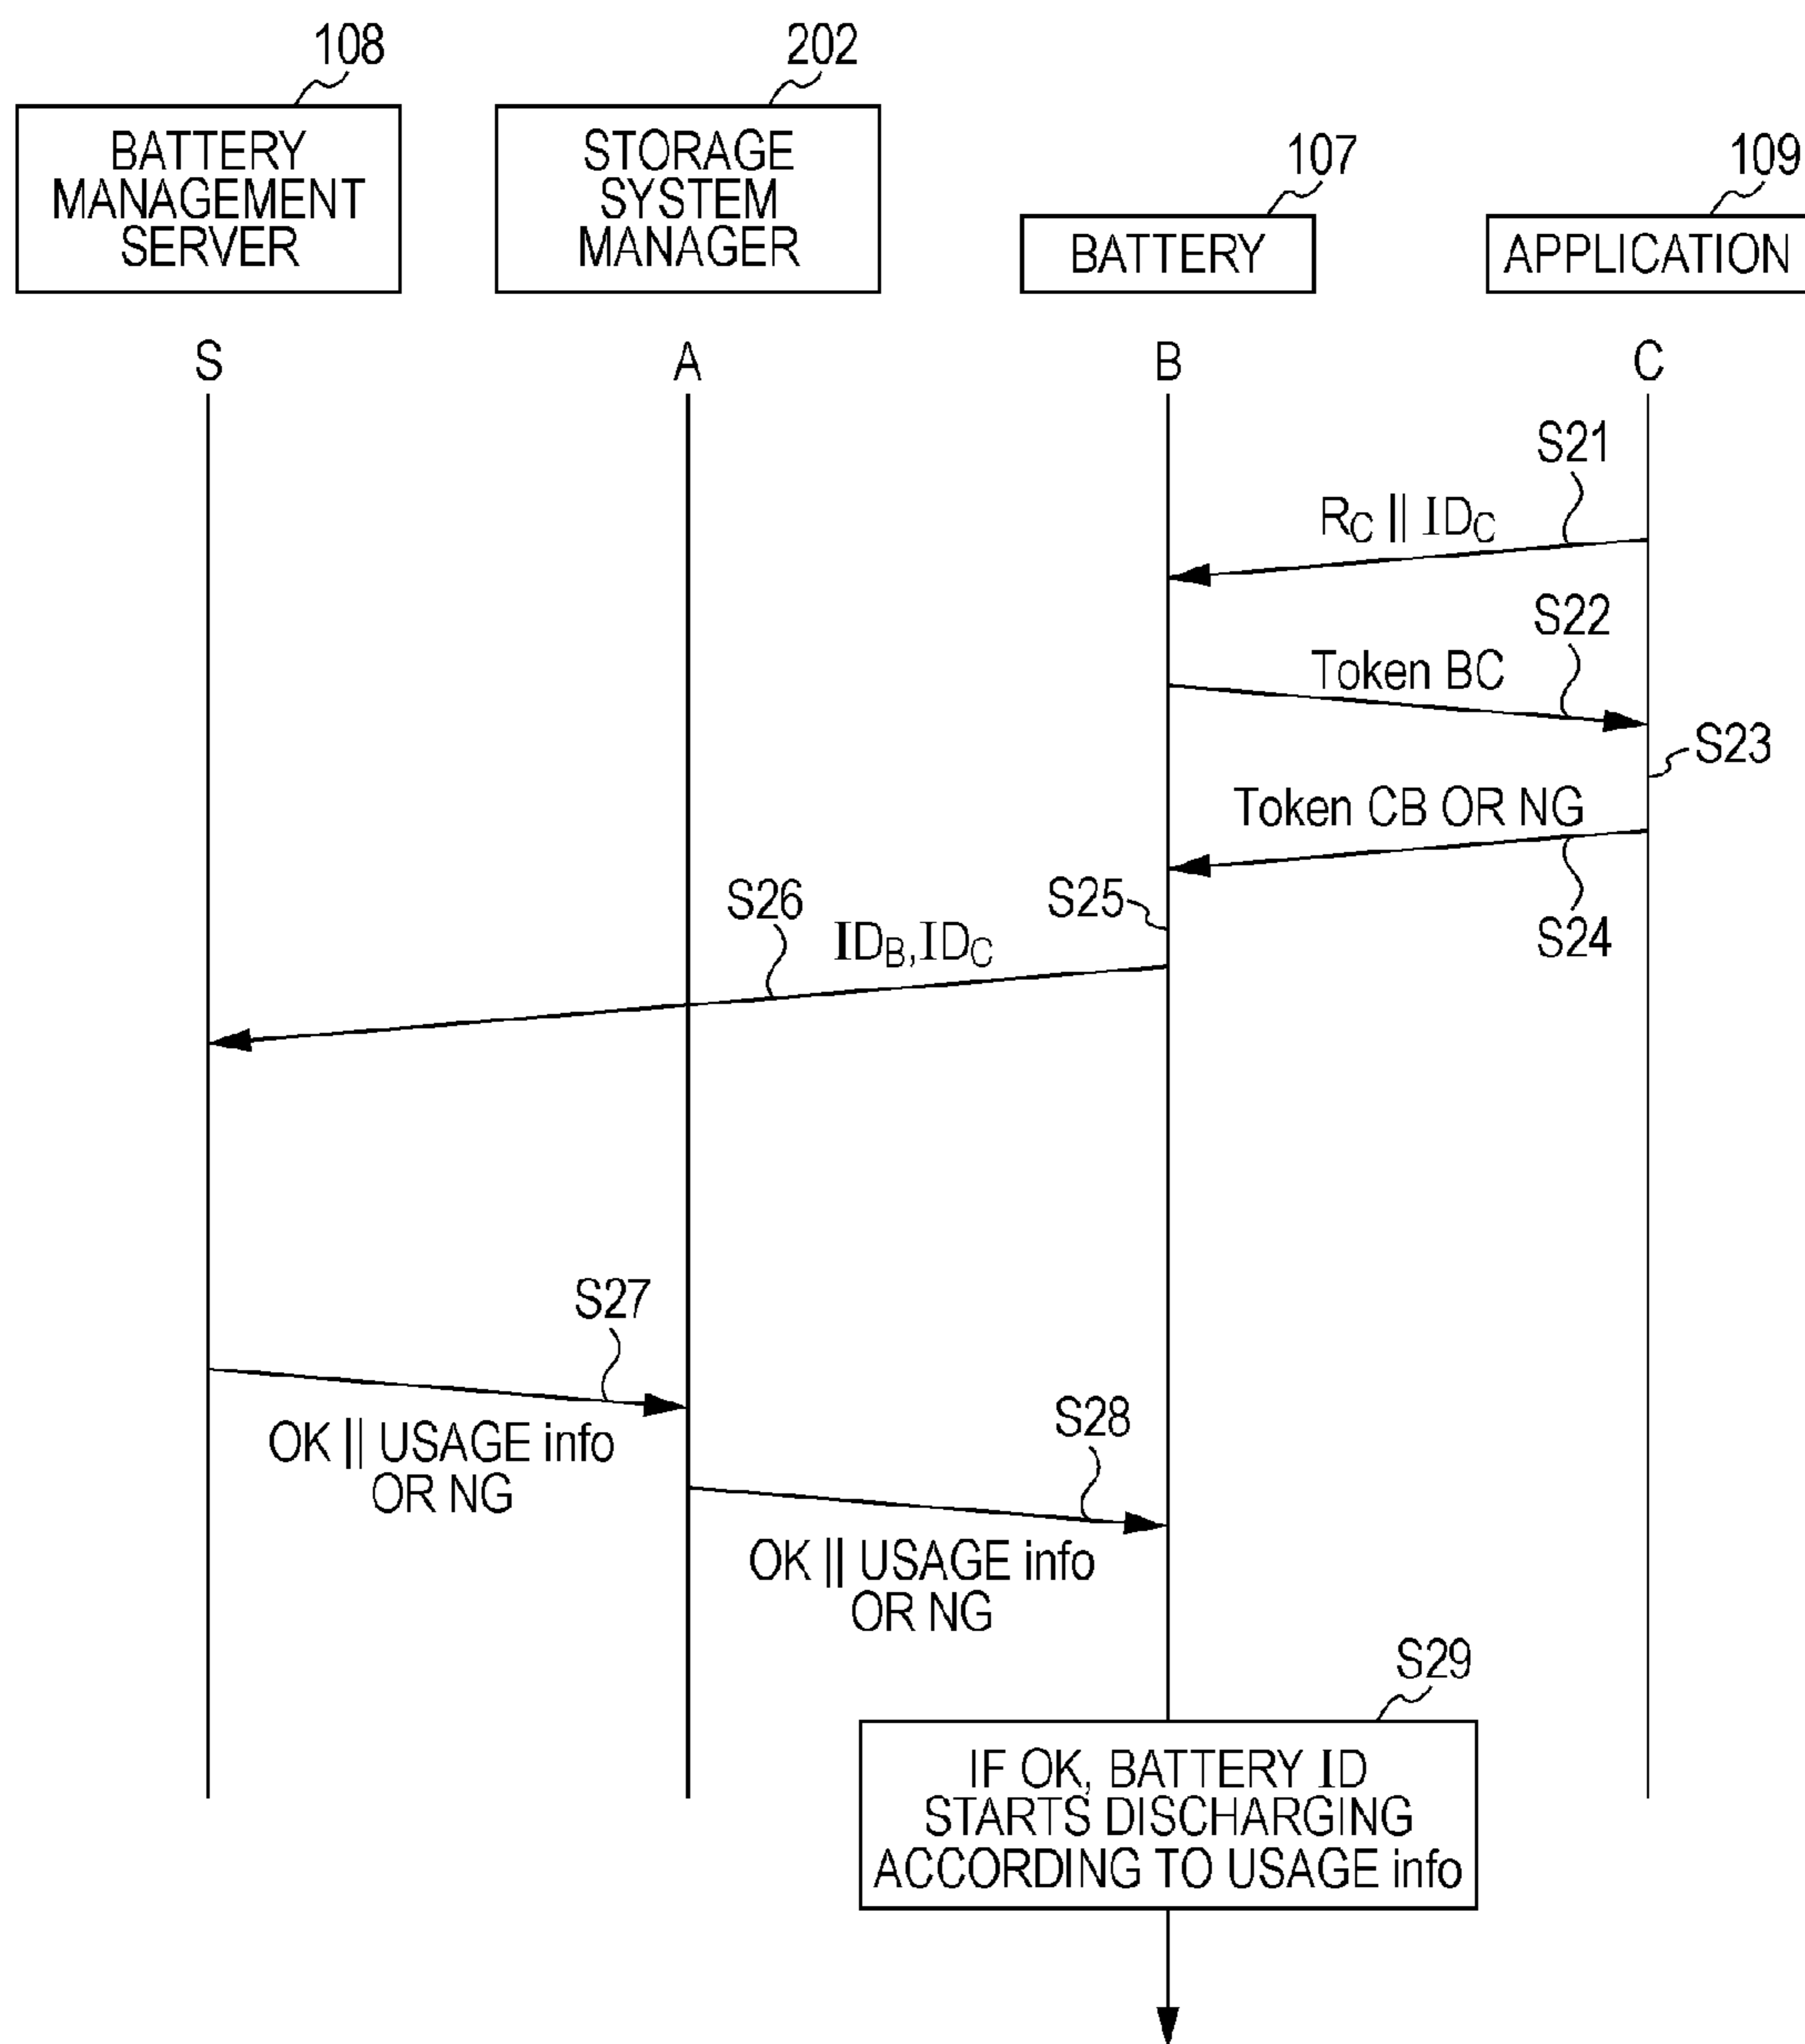 108
202
107
109
BATTERY
MANAGEMENT
SERVER
STORAGE
SYSTEM
MANAGER
BATTERY
APPLICATION
S
A
B
C
S21
RC || IDC
S22
Token BC
S23
Token CB OR NG
S24
S25
S26
IDB,IDC
S27
OK || USAGE info
OR NG
S28
OK || USAGE info
OR NG
S29
IF OK, BATTERY ID
STARTS DISCHARGING
ACCORDING TO USAGE info